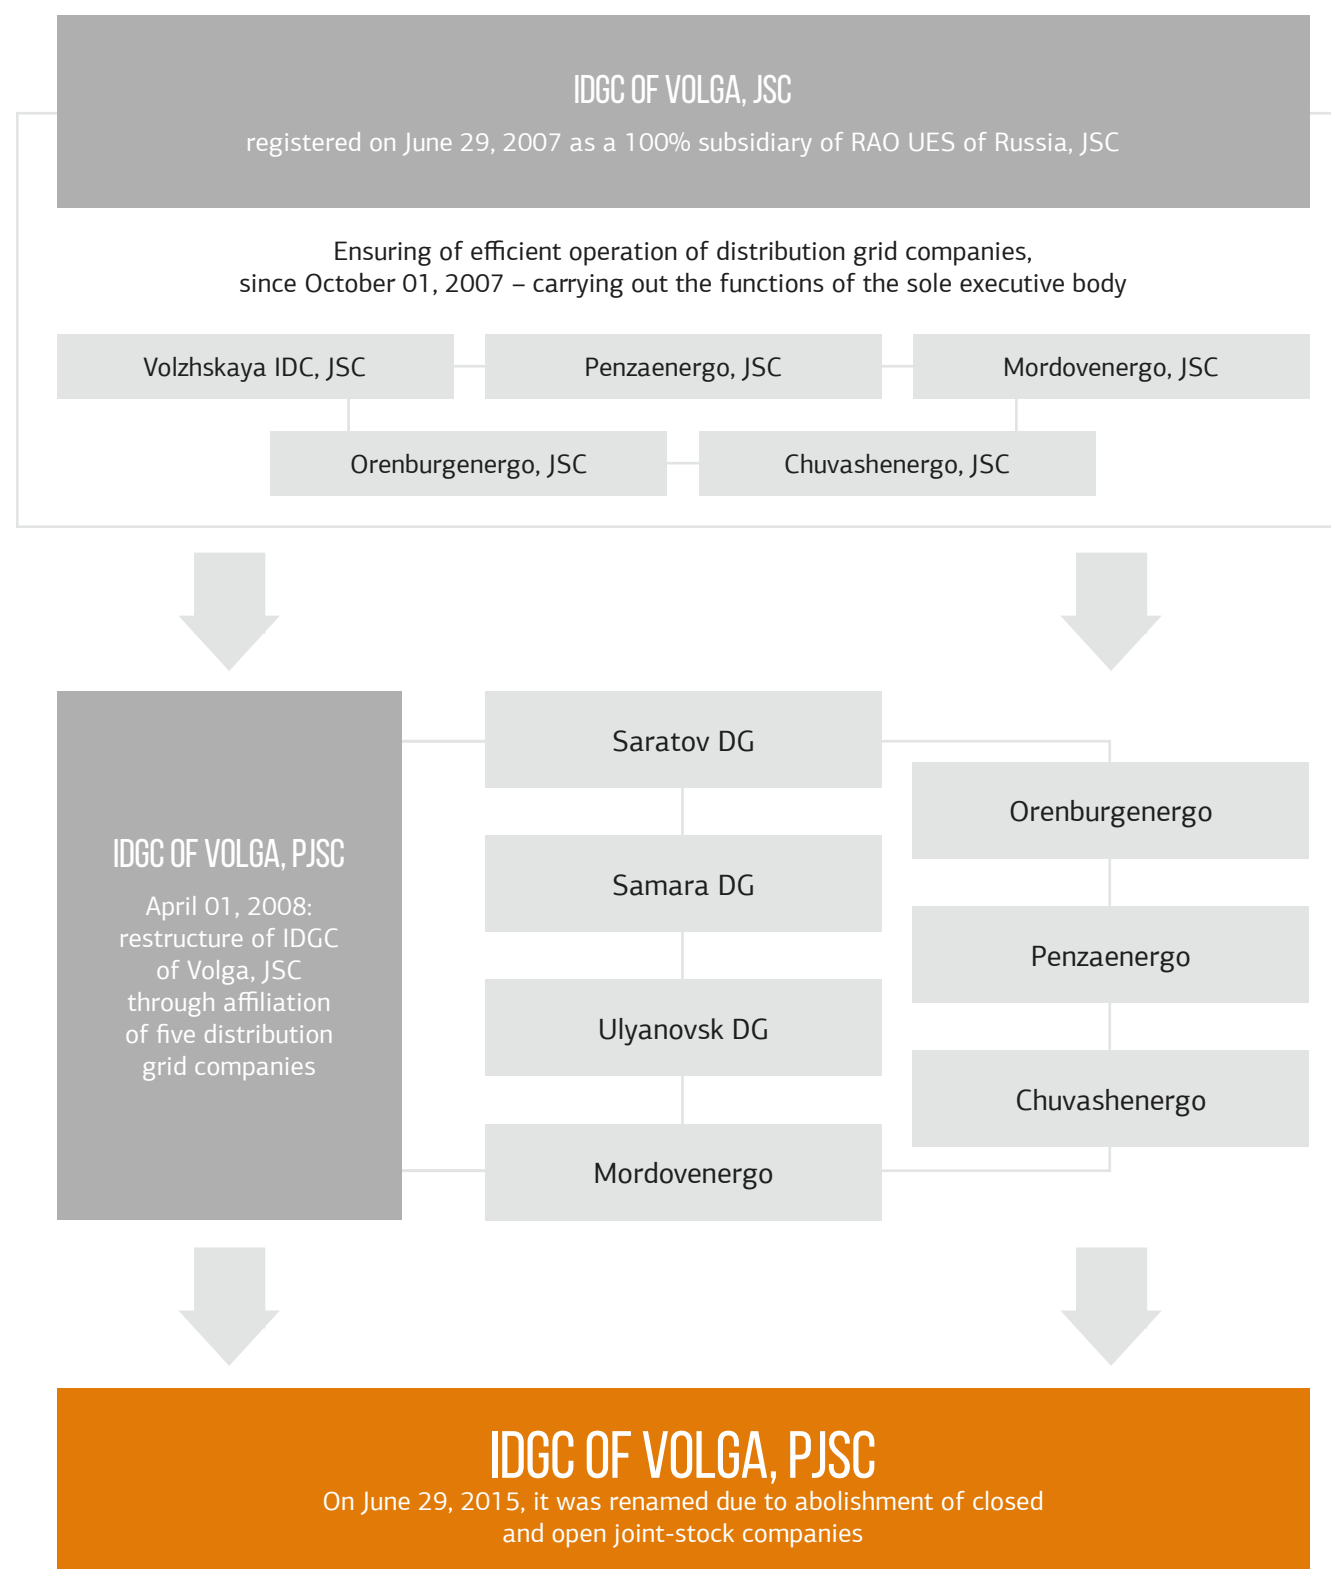 IDGC OF VOLGA, JSC
registered on June 29, 2007 as a 100% subsidiary of RAO UES of Russia, JSC
Ensuring of efficient operation of distribution grid companies,
since October 01, 2007 – carrying out the functions of the sole executive body
Volzhskaya IDC, JSC
Penzaenergo, JSC
Mordovenergo, JSC
Orenburgenergo, JSC
Chuvashenergo, JSC
IDGC OF VOLGA, PJSC
April 01, 2008:
restructure of IDGC
of Volga, JSC
through affiliation
of five distribution
grid companies
Saratov DG
Samara DG
Ulyanovsk DG
Mordovenergo
Orenburgenergo
Penzaenergo
Chuvashenergo
IDGC OF VOLGA, PJSC
On June 29, 2015, it was renamed due to abolishment of closed
and open joint-stock companies